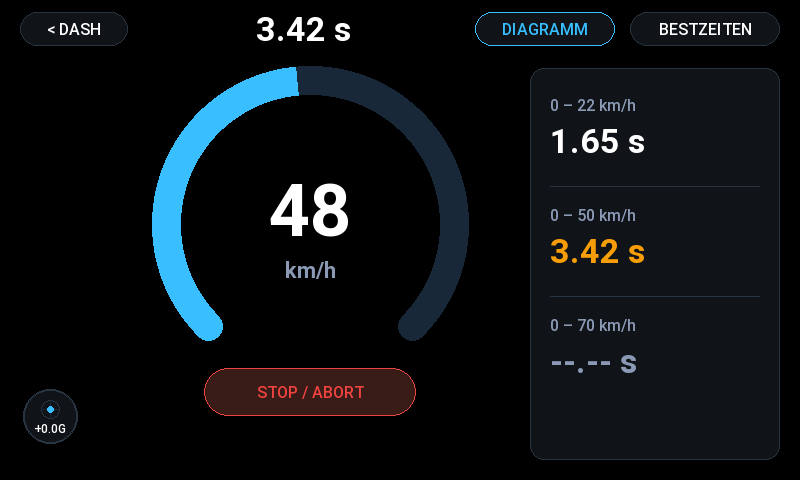 < DASH
3.42 s
DIAGRAMM
BESTZEITEN
48
km/h
STOP / ABORT
+0.0G
0 – 22 km/h
1.65 s
0 – 50 km/h
3.42 s
0 – 70 km/h
--.-- s